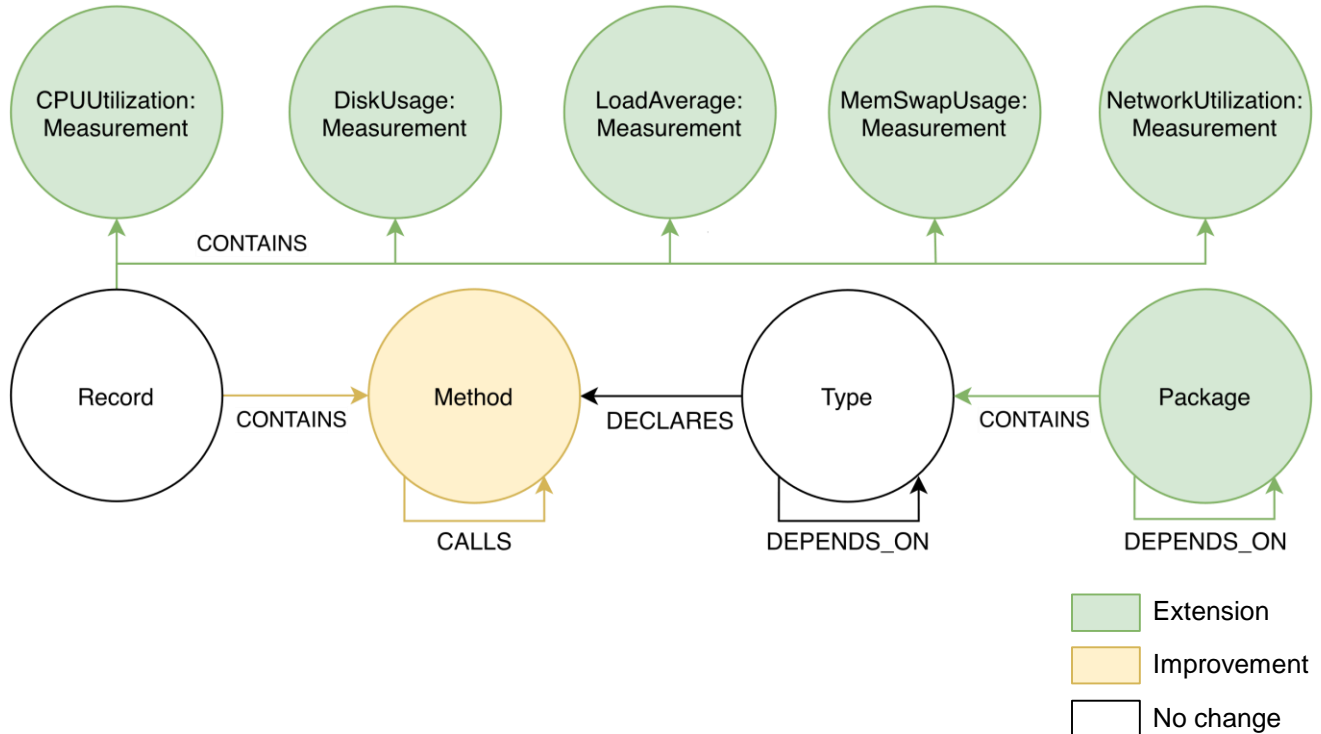 CPUUtilization:
Measurement
DiskUsage:
Measurement
LoadAverage:
Measurement
MemSwapUsage:
Measurement
NetworkUtilization:
Measurement
CONTAINS
Record
CONTAINS
Method
CALLS
DECLARES
Type
DEPENDS_ON
CONTAINS
Package
DEPENDS_ON
Extension
Improvement
No change